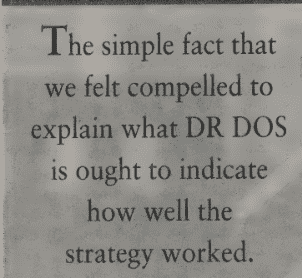 The simple fact that
we felt compelled to
explain what DR DOS
is ought to indicate
how well the
strategy worked.